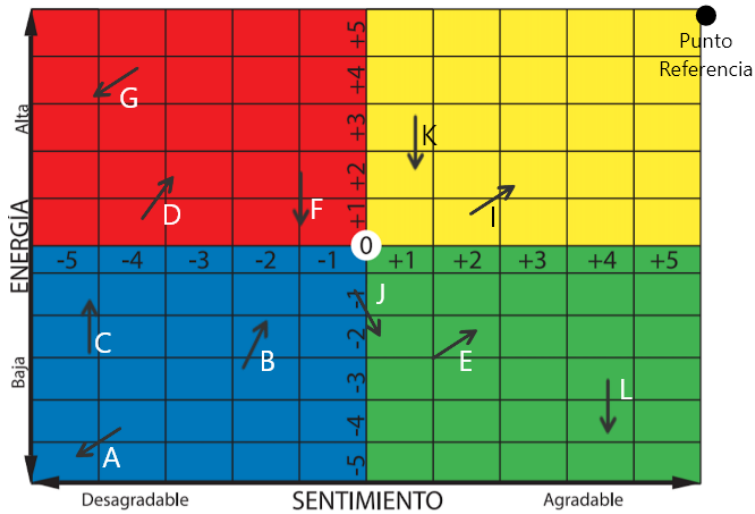 Punto
Referencia
+5
+4
+3
+2
+1
G
K
D
F
I
Alta
ENERGÍA
Baja
0
-5 -4 -3 -2 -1 +1 +2 +3 +4 +5
-1
-2
-3
-4
-5
J
C
B
E
L
A
Desagradable SENTIMIENTO Agradable